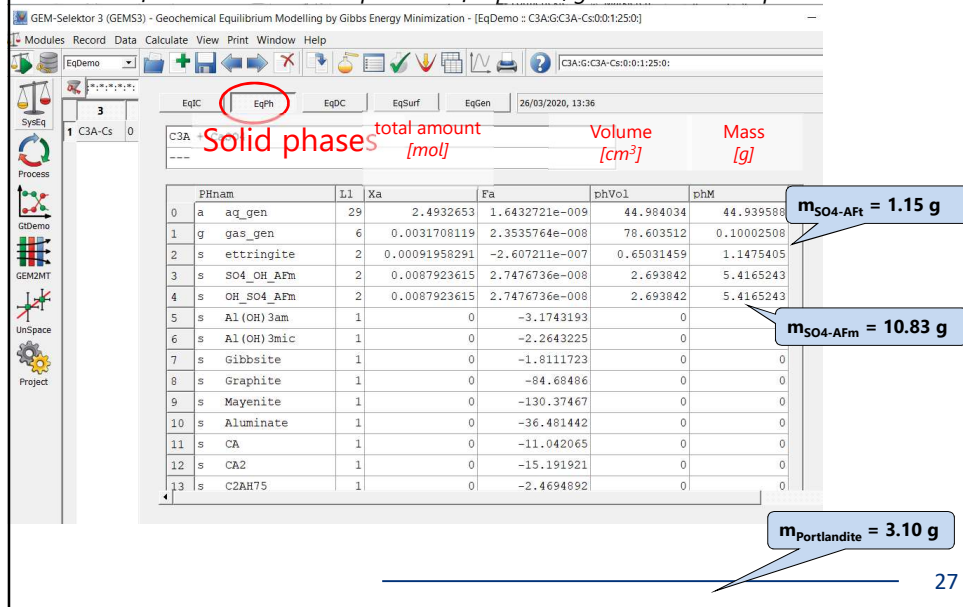 GEM-Selektor 3 (GEMS3) - Geochemical Equilibrium Modelling by Gibbs Energy Minimization - [EqDemo :: C3A:G:C3A-Cs:0:0:1:25:0:]
Modules Record Data Calculate View Print Window Help
EqDemo C3A:G:C3A-Cs:0:0:1:25:0:
SysEq
Process
GtDemo
GEM2MT
UnSpace
Project
3
1 C3A-Cs 0
EqIC EqPh EqDC EqSurf EqGen 26/03/2020, 13:36
C3A
---
Solid phases
total amount
[mol]
Volume
[cm³]
Mass
[g]
PHnam L1 Xa Fa phVol phM
0 a aq_gen 29 2.4932653 1.6432721e-009 44.984034 44.939588
1 g gas_gen 6 0.0031708119 2.3535764e-008 78.603512 0.10002508
2 s ettringite 2 0.00091958291 -2.607211e-007 0.65031459 1.1475405
3 s SO4_OH_AFm 2 0.0087923615 2.7476736e-008 2.693842 5.4165243
4 s OH_SO4_AFm 2 0.0087923615 2.7476736e-008 2.693842 5.4165243
5 s Al(OH)3am 1 0 -3.1743193 0
6 s Al(OH)3mic 1 0 -2.2643225 0
7 s Gibbsite 1 0 -1.8111723 0 0
8 s Graphite 1 0 -84.68486 0 0
9 s Mayenite 1 0 -130.37467 0 0
10 s Aluminate 1 0 -36.481442 0 0
11 s CA 1 0 -11.042065 0 0
12 s CA2 1 0 -15.191921 0 0
13 s C2AH75 1 0 -2.4694892 0 0
m_SO4-AFt = 1.15 g
m_SO4-AFm = 10.83 g
m_Portlandite = 3.10 g
27